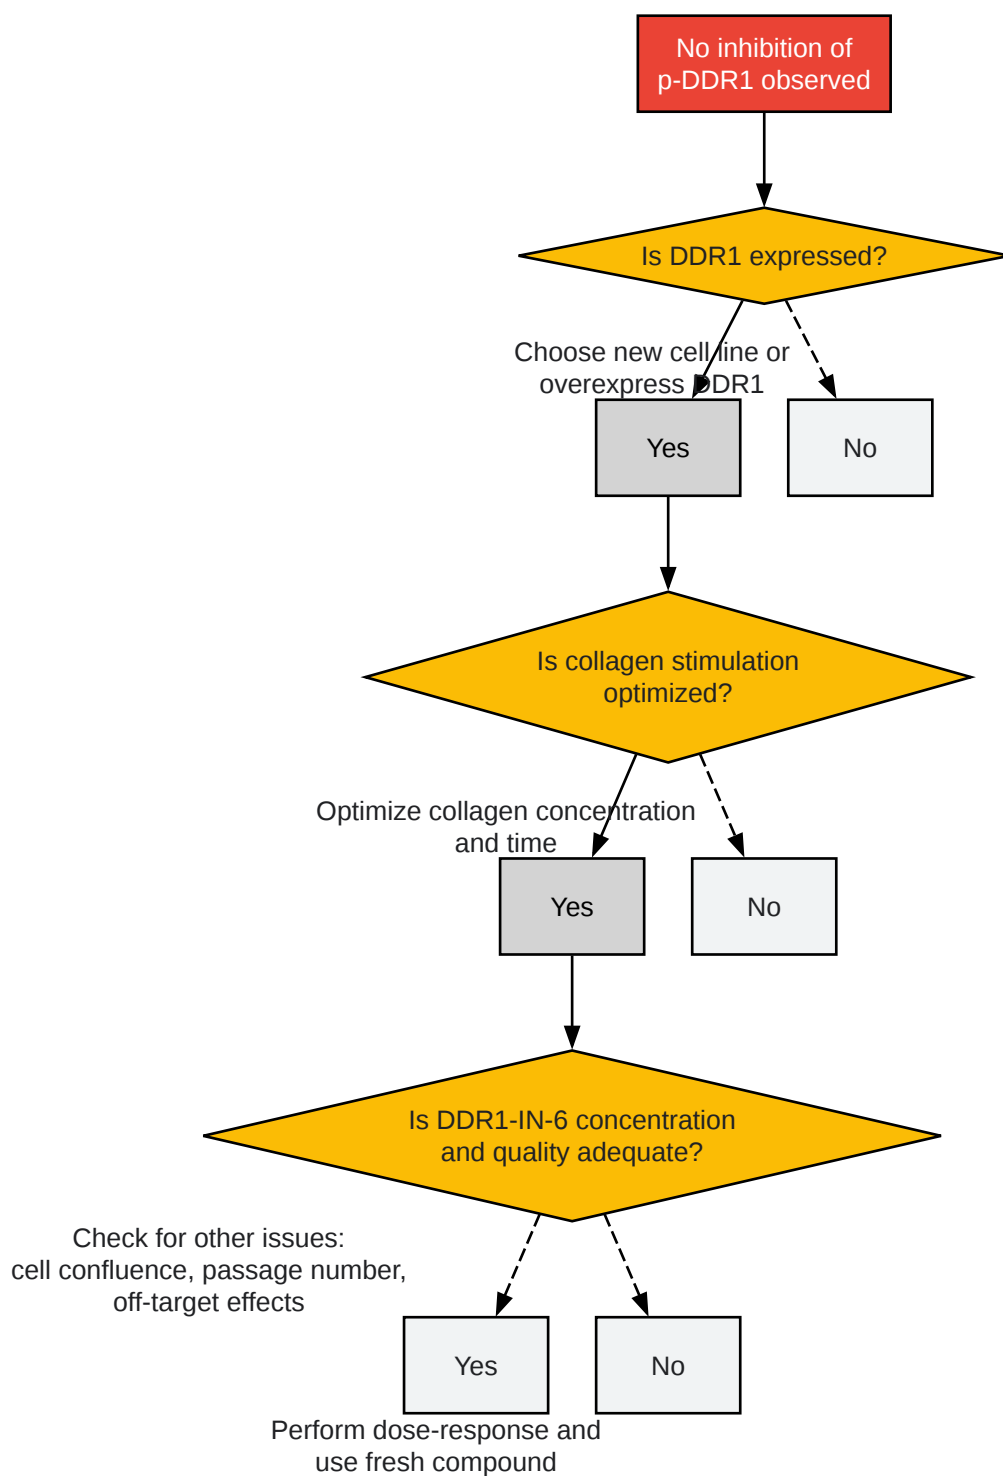 No inhibition of
p-DDR1 observed
Is DDR1 expressed?
Choose new cell line or
overexpress DDR1
Yes
No
Is collagen stimulation
optimized?
Optimize collagen concentration
and time
Yes
No
Is DDR1-IN-6 concentration
and quality adequate?
Check for other issues:
cell confluence, passage number,
off-target effects
Yes
No
Perform dose-response and
use fresh compound